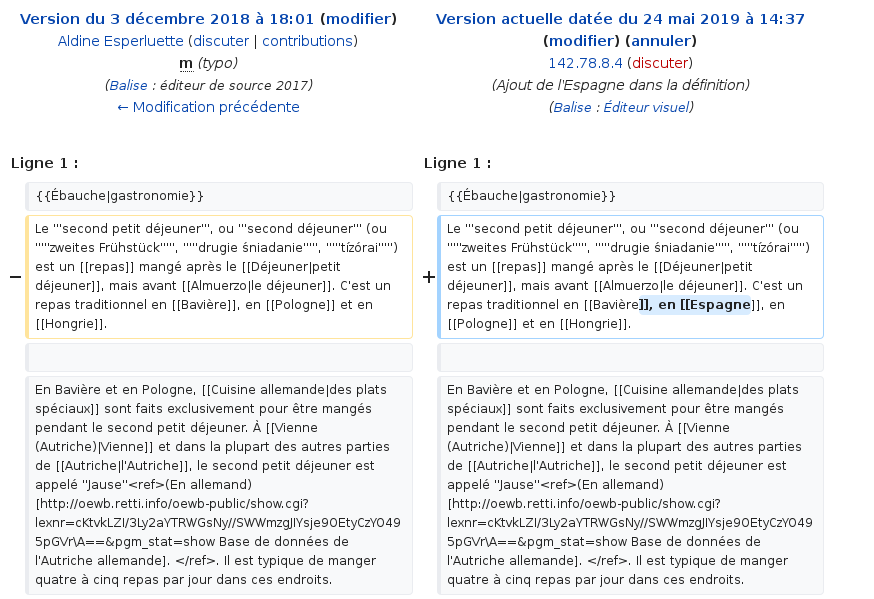 Version du 3 décembre 2018 à 18:01 (modifier)
Aldine Esperluette (discuter | contributions)
m (typo)
(Balise : éditeur de source 2017)
← Modification précédente
Version actuelle datée du 24 mai 2019 à 14:37
(modifier) (annuler)
142.78.8.4 (discuter)
(Ajout de l'Espagne dans la définition)
(Balise : Éditeur visuel)
Ligne 1 :
{{Ébauche|gastronomie}}
−
Le '''second petit déjeuner''', ou '''second déjeuner''' (ou
'''''zweites Frühstück''''', '''''drugie śniadanie''''', '''''tízórai''''')
est un [[repas]] mangé après le [[Déjeuner|petit
déjeuner]], mais avant [[Almuerzo|le déjeuner]]. C'est un
repas traditionnel en [[Bavière]], en [[Pologne]] et en
[[Hongrie]].
En Bavière et en Pologne, [[Cuisine allemande|des plats
spéciaux]] sont faits exclusivement pour être mangés
pendant le second petit déjeuner. À [[Vienne
(Autriche)|Vienne]] et dans la plupart des autres parties
de [[Autriche|l'Autriche]], le second petit déjeuner est
appelé ''Jause''<ref>(En allemand)
[http://oewb.retti.info/oewb-public/show.cgi?
lexnr=cKtvkLZI/3Ly2aYTRWGsNy//SWWmzgJIYsje9OEtyCzYO49
5pGVr\A==&pgm_stat=show Base de données de
l'Autriche allemande]. </ref>. Il est typique de manger
quatre à cinq repas par jour dans ces endroits.
Ligne 1 :
{{Ébauche|gastronomie}}
+
Le '''second petit déjeuner''', ou '''second déjeuner''' (ou
'''''zweites Frühstück''''', '''''drugie śniadanie''''', '''''tízórai''''')
est un [[repas]] mangé après le [[Déjeuner|petit
déjeuner]], mais avant [[Almuerzo|le déjeuner]]. C'est un
repas traditionnel en [[Bavière]], en [[Espagne]], en
[[Pologne]] et en [[Hongrie]].
En Bavière et en Pologne, [[Cuisine allemande|des plats
spéciaux]] sont faits exclusivement pour être mangés
pendant le second petit déjeuner. À [[Vienne
(Autriche)|Vienne]] et dans la plupart des autres parties
de [[Autriche|l'Autriche]], le second petit déjeuner est
appelé ''Jause''<ref>(En allemand)
[http://oewb.retti.info/oewb-public/show.cgi?
lexnr=cKtvkLZI/3Ly2aYTRWGsNy//SWWmzgJIYsje9OEtyCzYO49
5pGVr\A==&pgm_stat=show Base de données de
l'Autriche allemande]. </ref>. Il est typique de manger
quatre à cinq repas par jour dans ces endroits.